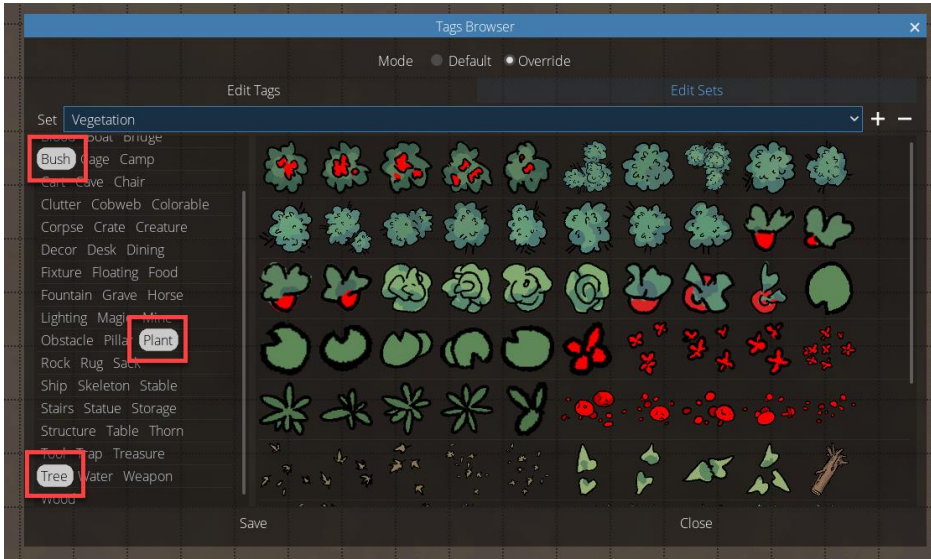 Tags Browser ×
Mode Default Override
Edit Tags Edit Sets
Set Vegetation + −
Blood Boat Bridge
Bush Cage Camp
Cart Cave Chair
Clutter Cobweb Colorable
Corpse Crate Creature
Decor Desk Dining
Fixture Floating Food
Fountain Grave Horse
Lighting Magic Mine
Obstacle Pillar Plant
Rock Rug Sack
Ship Skeleton Stable
Stairs Statue Storage
Structure Table Thorn
Tool Trap Treasure
Tree Water Weapon
Wood
Save Close